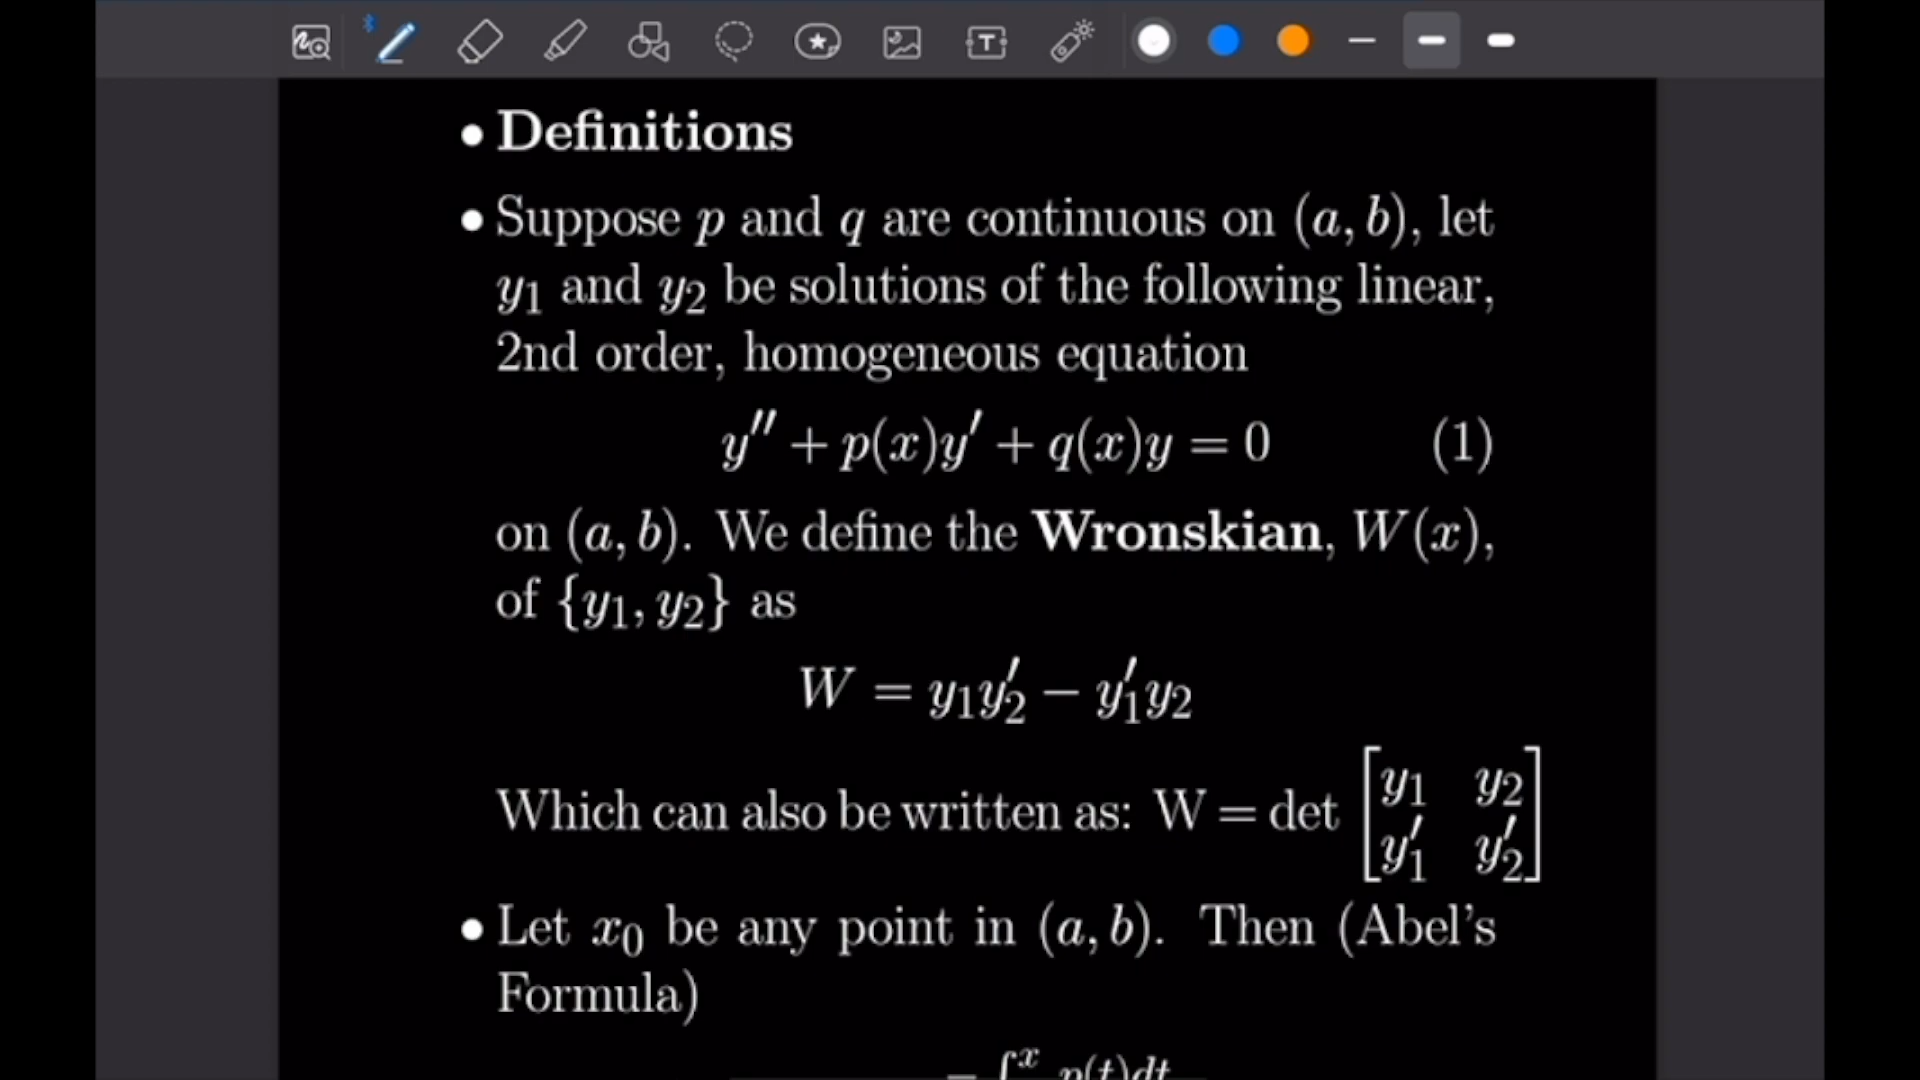 • Definitions
• Suppose p and q are continuous on (a, b), let
y₁ and y₂ be solutions of the following linear,
2nd order, homogeneous equation
y″ + p(x)y′ + q(x)y = 0 (1)
on (a, b). We define the Wronskian, W(x),
of {y₁, y₂} as
W = y₁y₂′ − y₁′y₂
Which can also be written as: W = det [y₁ y₂
y₁′ y₂′]
• Let x₀ be any point in (a, b). Then (Abel's
Formula)
− ∫ˣ p(t)dt